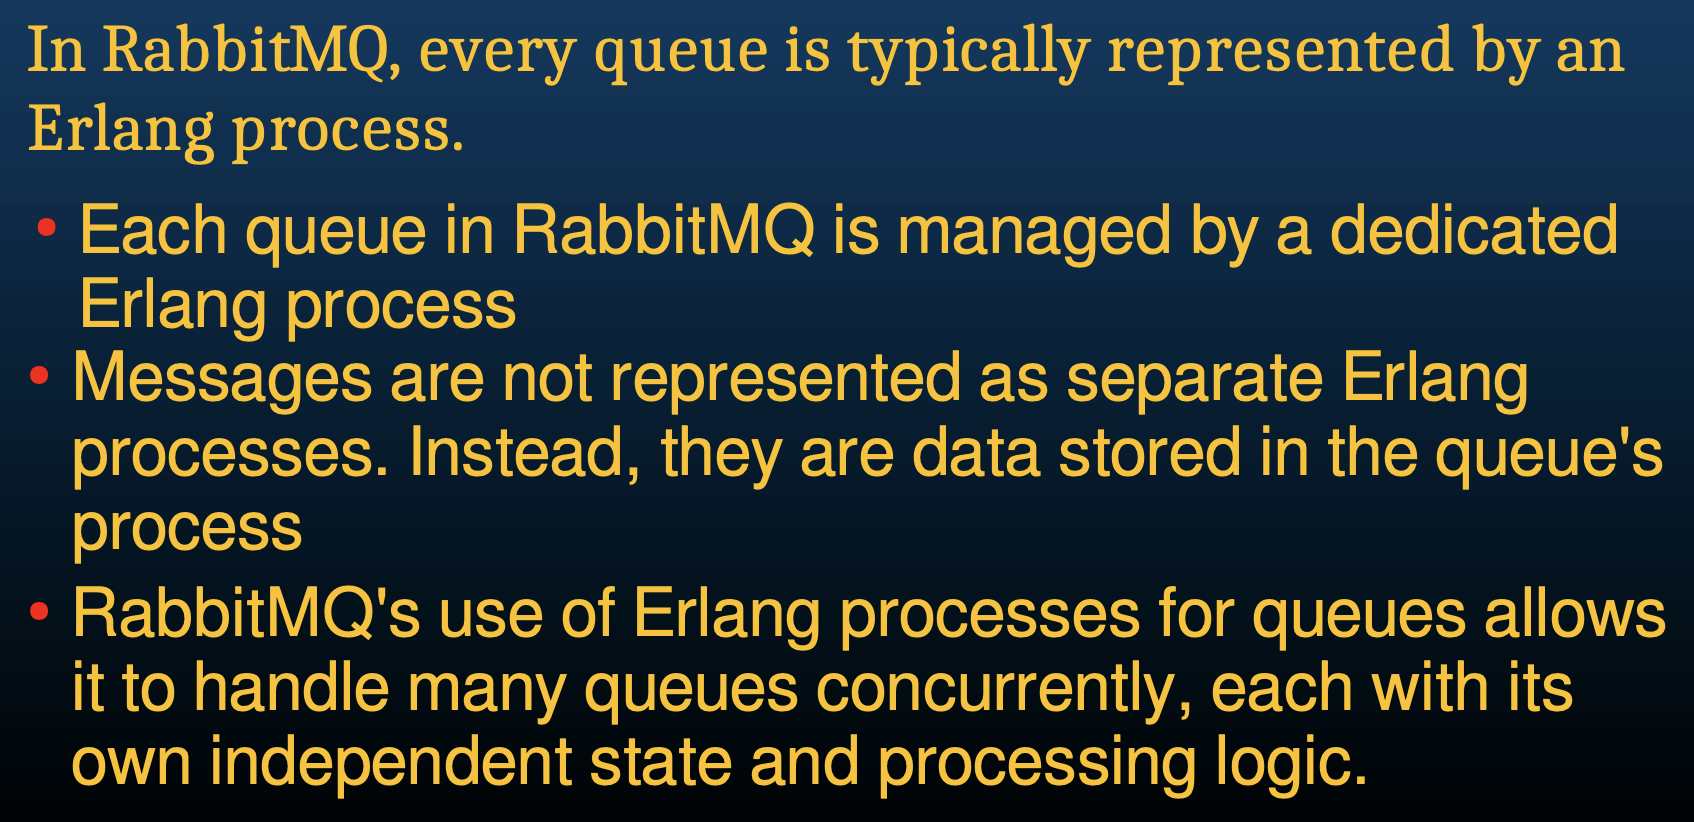 In RabbitMQ, every queue is typically represented by an
Erlang process.
• Each queue in RabbitMQ is managed by a dedicated
Erlang process
• Messages are not represented as separate Erlang
processes. Instead, they are data stored in the queue's
process
• RabbitMQ's use of Erlang processes for queues allows
it to handle many queues concurrently, each with its
own independent state and processing logic.